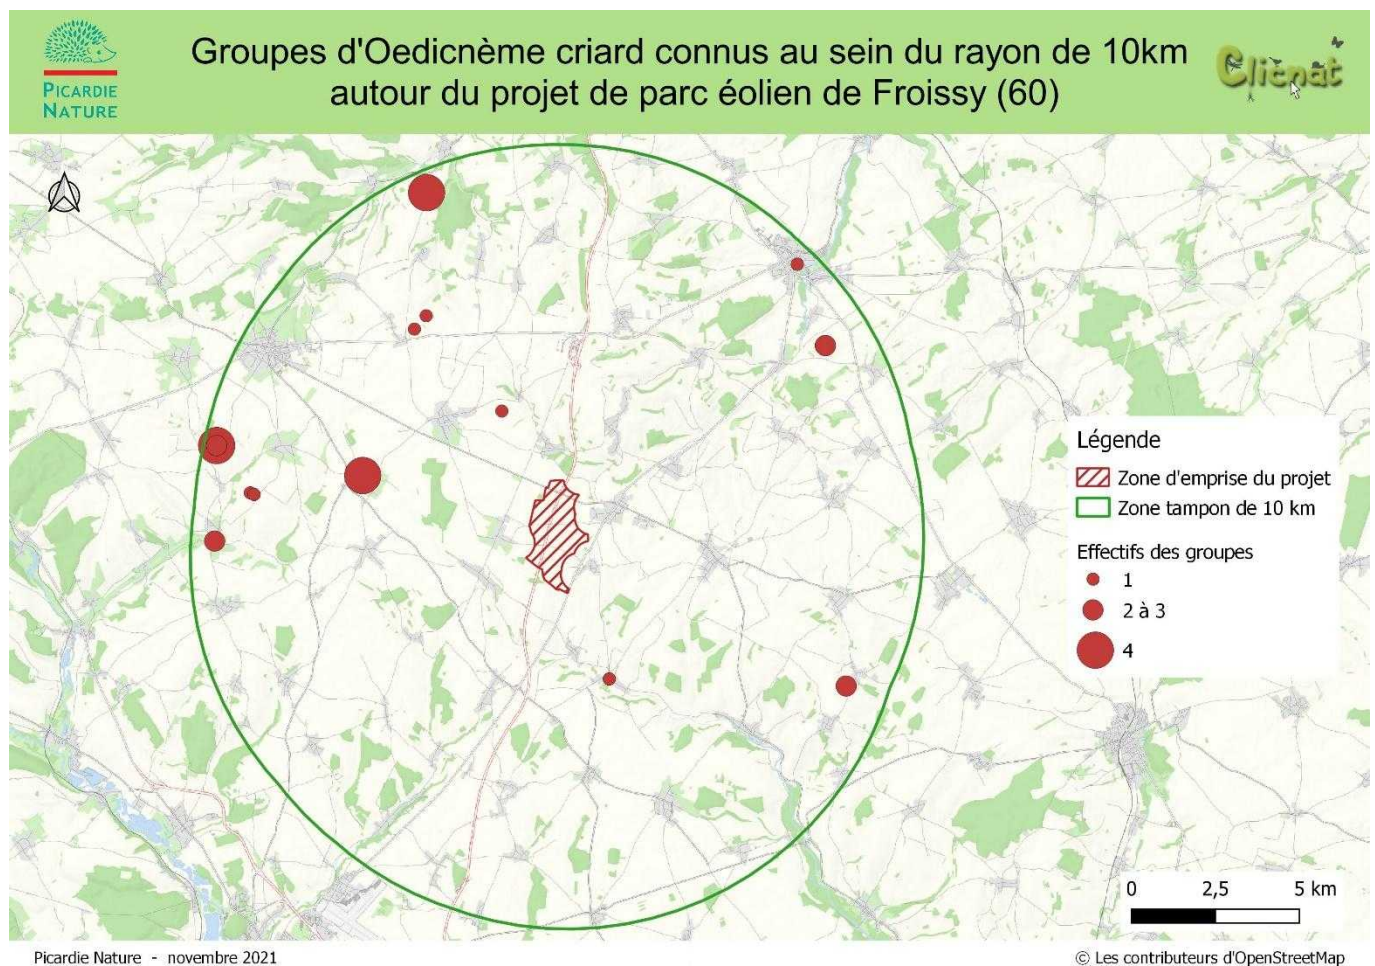 PICARDIE
NATURE
Groupes d'Oedicnème criard connus au sein du rayon de 10km
autour du projet de parc éolien de Froissy (60)
Clicnat
Légende
Zone d'emprise du projet
Zone tampon de 10 km
Effectifs des groupes
1
2 à 3
4
0 2,5 5 km
Picardie Nature - novembre 2021
© Les contributeurs d'OpenStreetMap